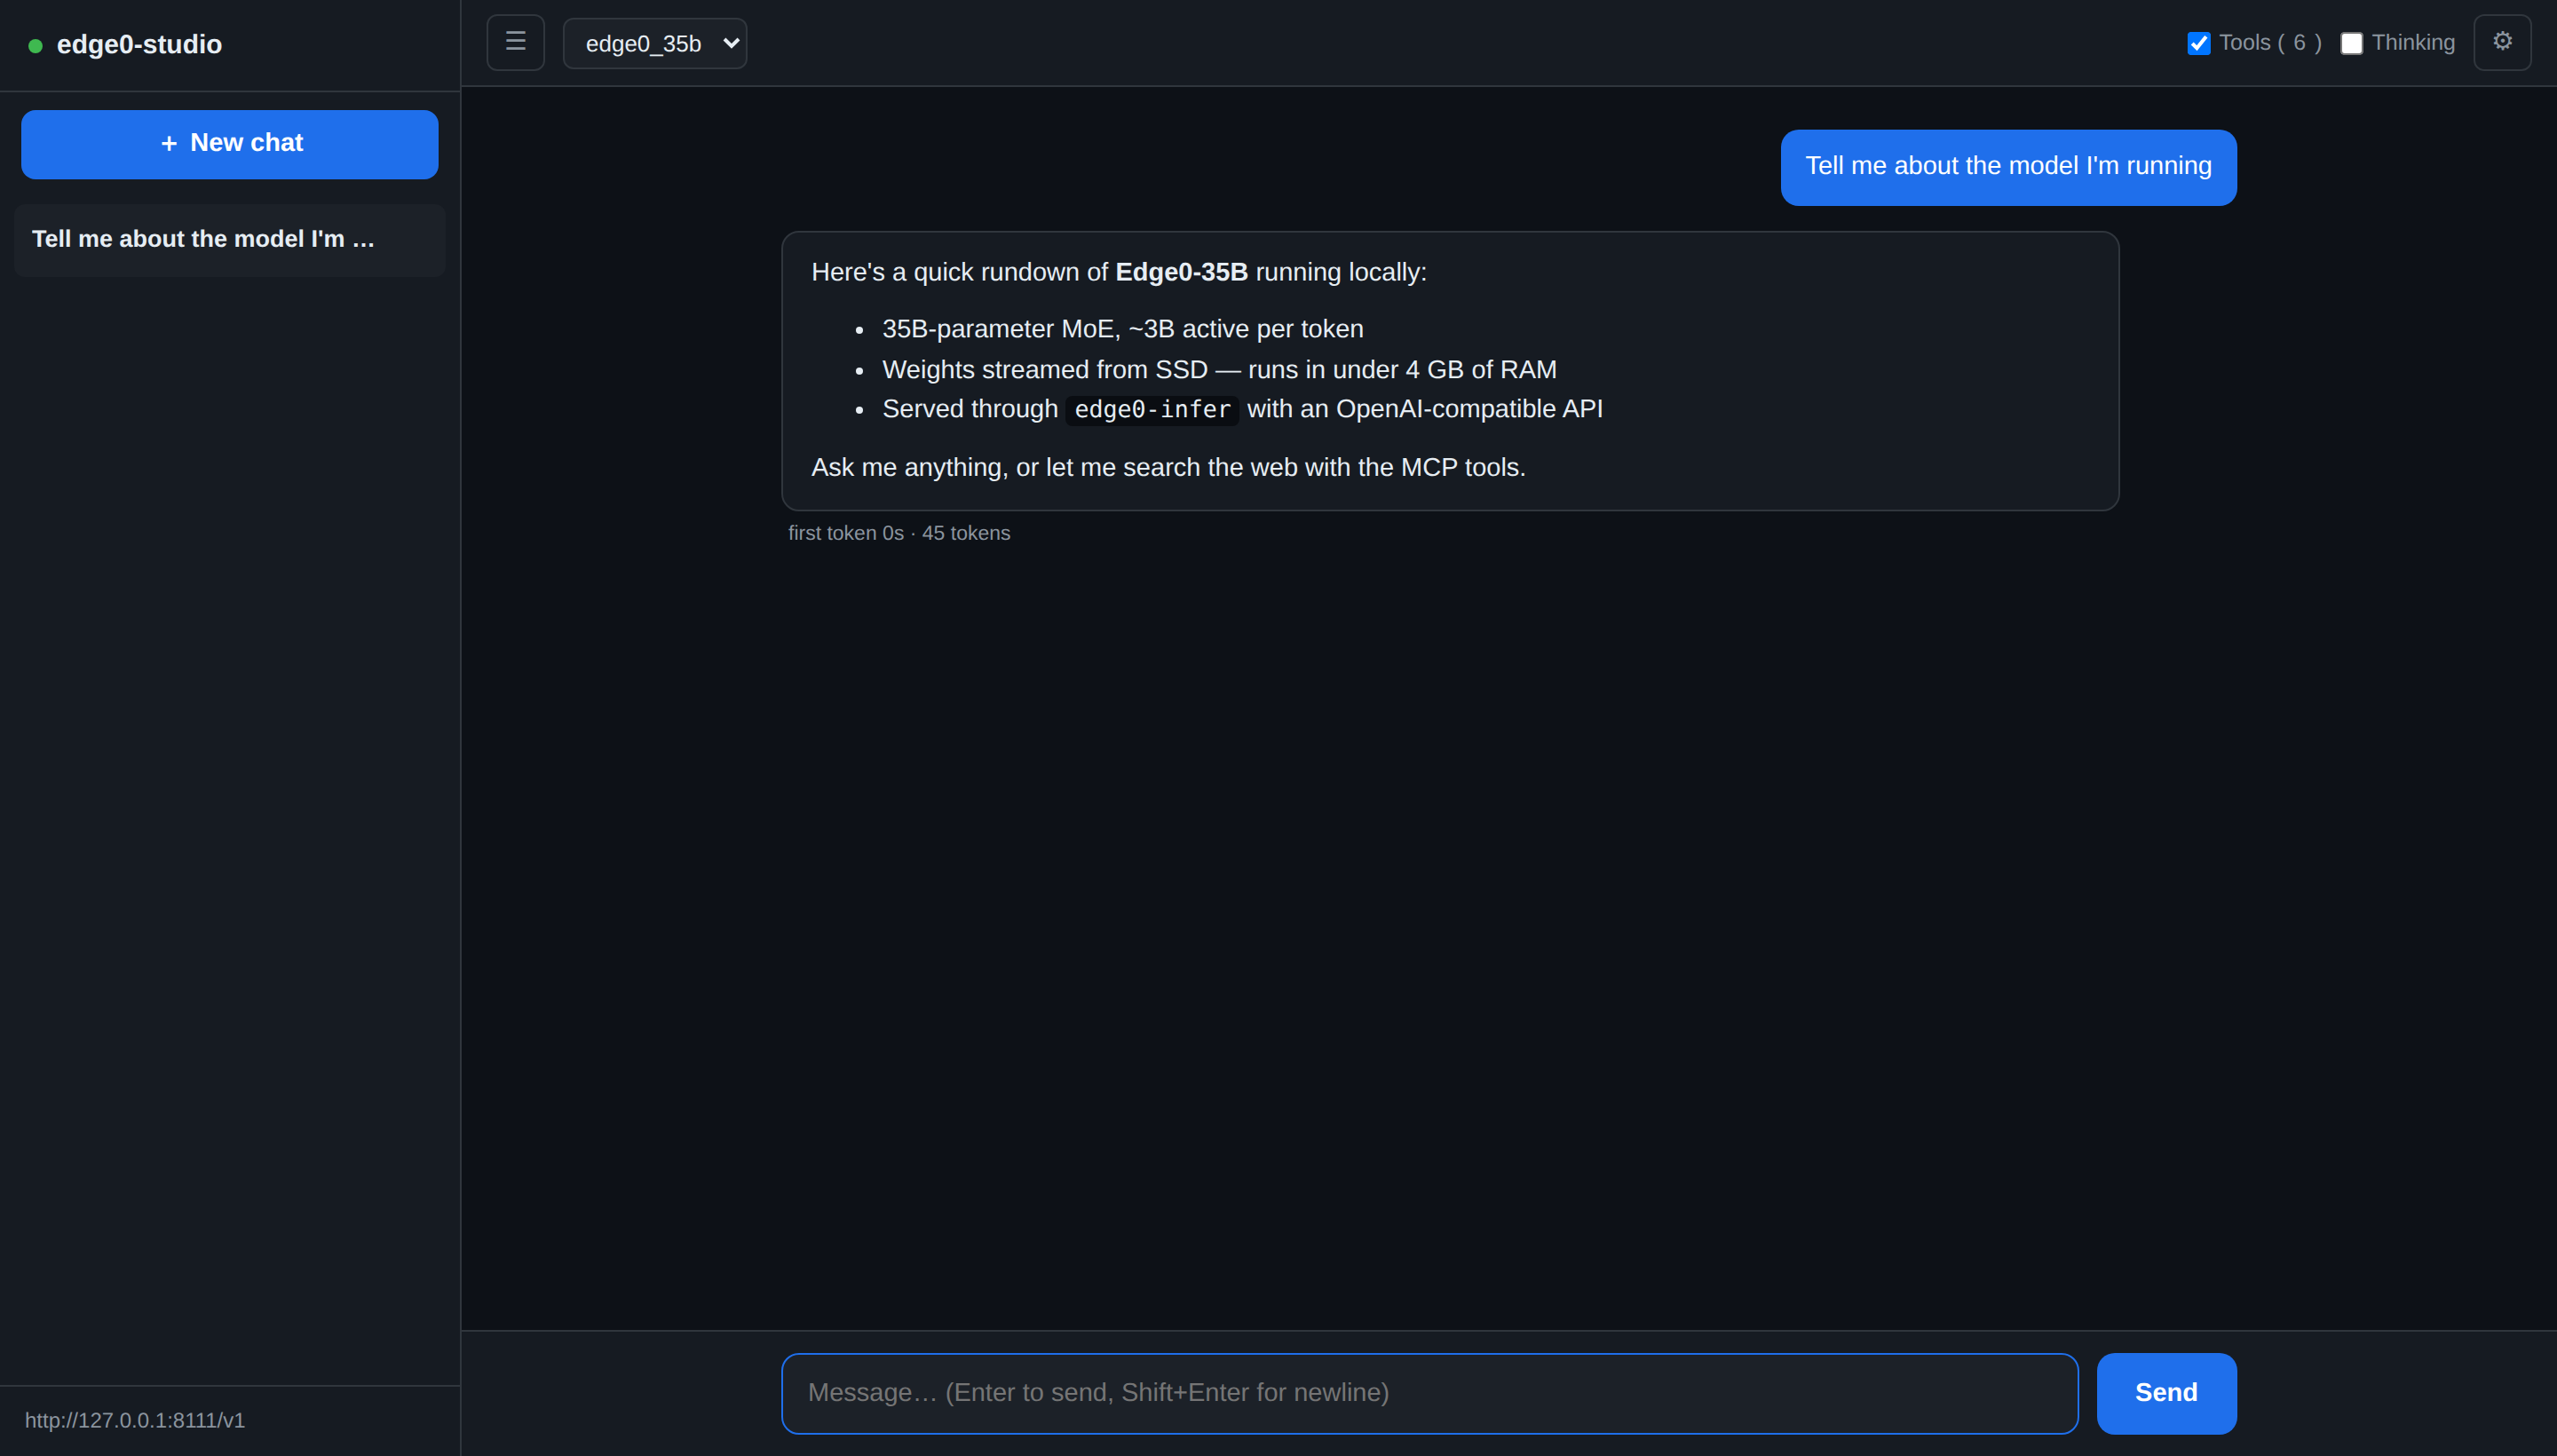 edge0-studio
+ New chat
Tell me about the model I'm …
http://127.0.0.1:8111/v1
☰ edge0_35b
Tools ( 6 ) Thinking ⚙
Tell me about the model I'm running
Here's a quick rundown of Edge0-35B running locally:
• 35B-parameter MoE, ~3B active per token
• Weights streamed from SSD — runs in under 4 GB of RAM
• Served through edge0-infer with an OpenAI-compatible API
Ask me anything, or let me search the web with the MCP tools.
first token 0s · 45 tokens
Message… (Enter to send, Shift+Enter for newline)
Send